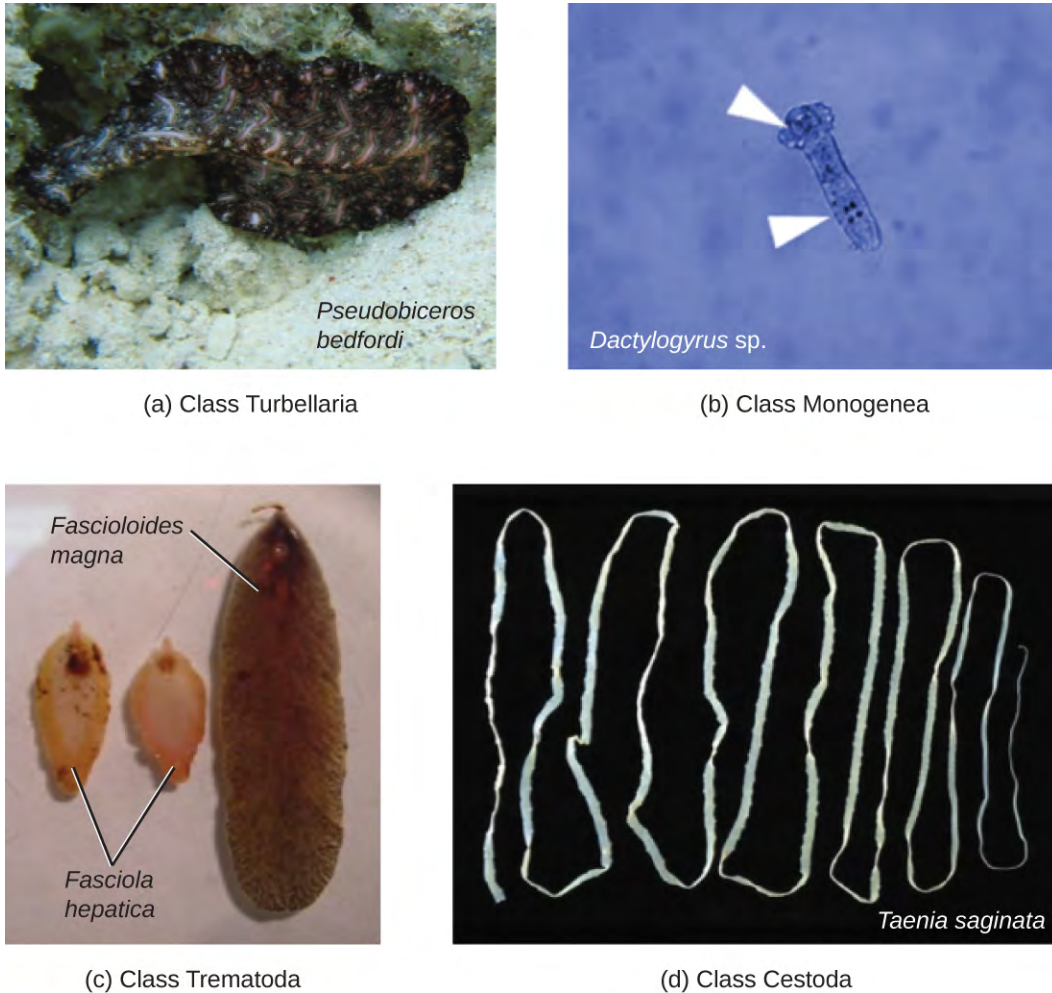 Pseudobiceros
bedfordi
Dactylogyrus sp.
(a) Class Turbellaria
(b) Class Monogenea
Fascioloides
magna
Fasciola
hepatica
Taenia saginata
(c) Class Trematoda
(d) Class Cestoda